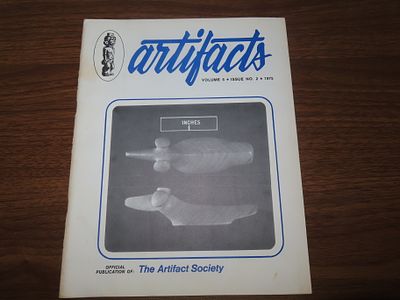 artifacts
VOLUME 5 • ISSUE NO. 2 • 1975
INCHES
OFFICIAL
PUBLICATION OF: The Artifact Society